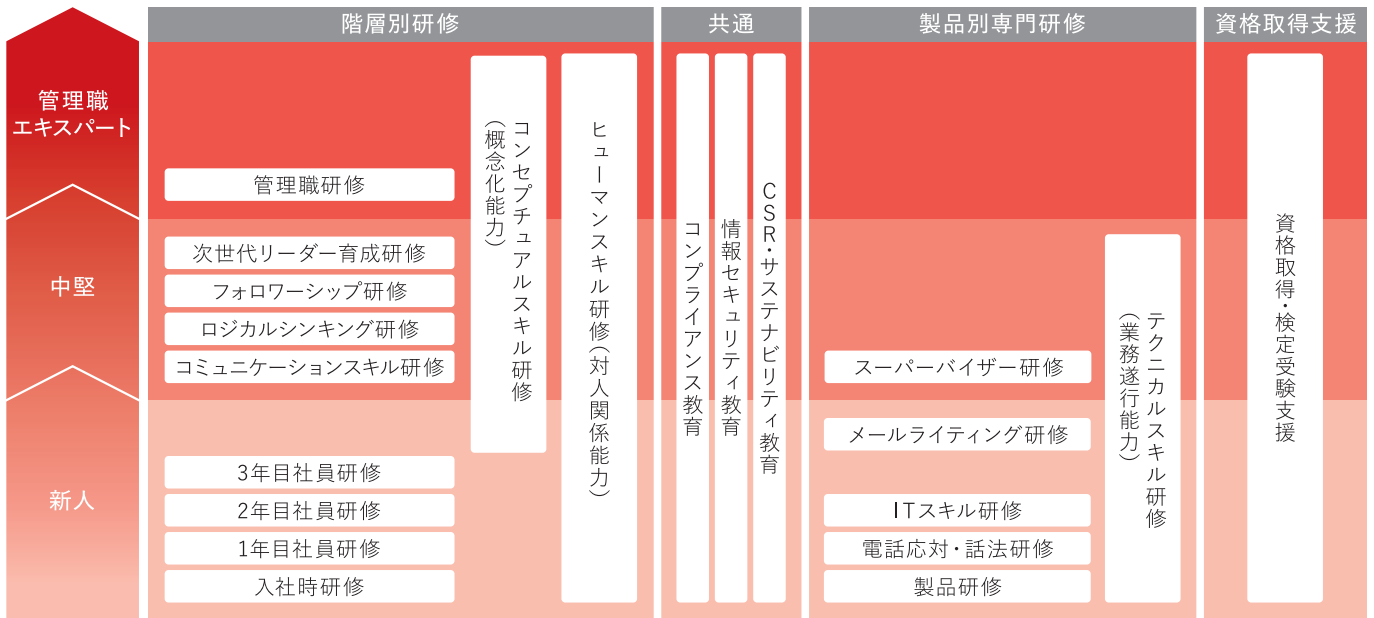 階層別研修
共通
製品別専門研修
資格取得支援
管理職
エキスパート
中堅
新人
管理職研修
次世代リーダー育成研修
フォロワーシップ研修
ロジカルシンキング研修
コミュニケーションスキル研修
3年目社員研修
2年目社員研修
1年目社員研修
入社時研修
コンセプチュアルスキル研修
（概念化能力）
ヒューマンスキル研修（対人関係能力）
コンプライアンス教育
情報セキュリティ教育
CSR・サステナビリティ教育
スーパーバイザー研修
メールライティング研修
ITスキル研修
電話応対・話法研修
製品研修
テクニカルスキル研修
（業務遂行能力）
資格取得・検定受験支援